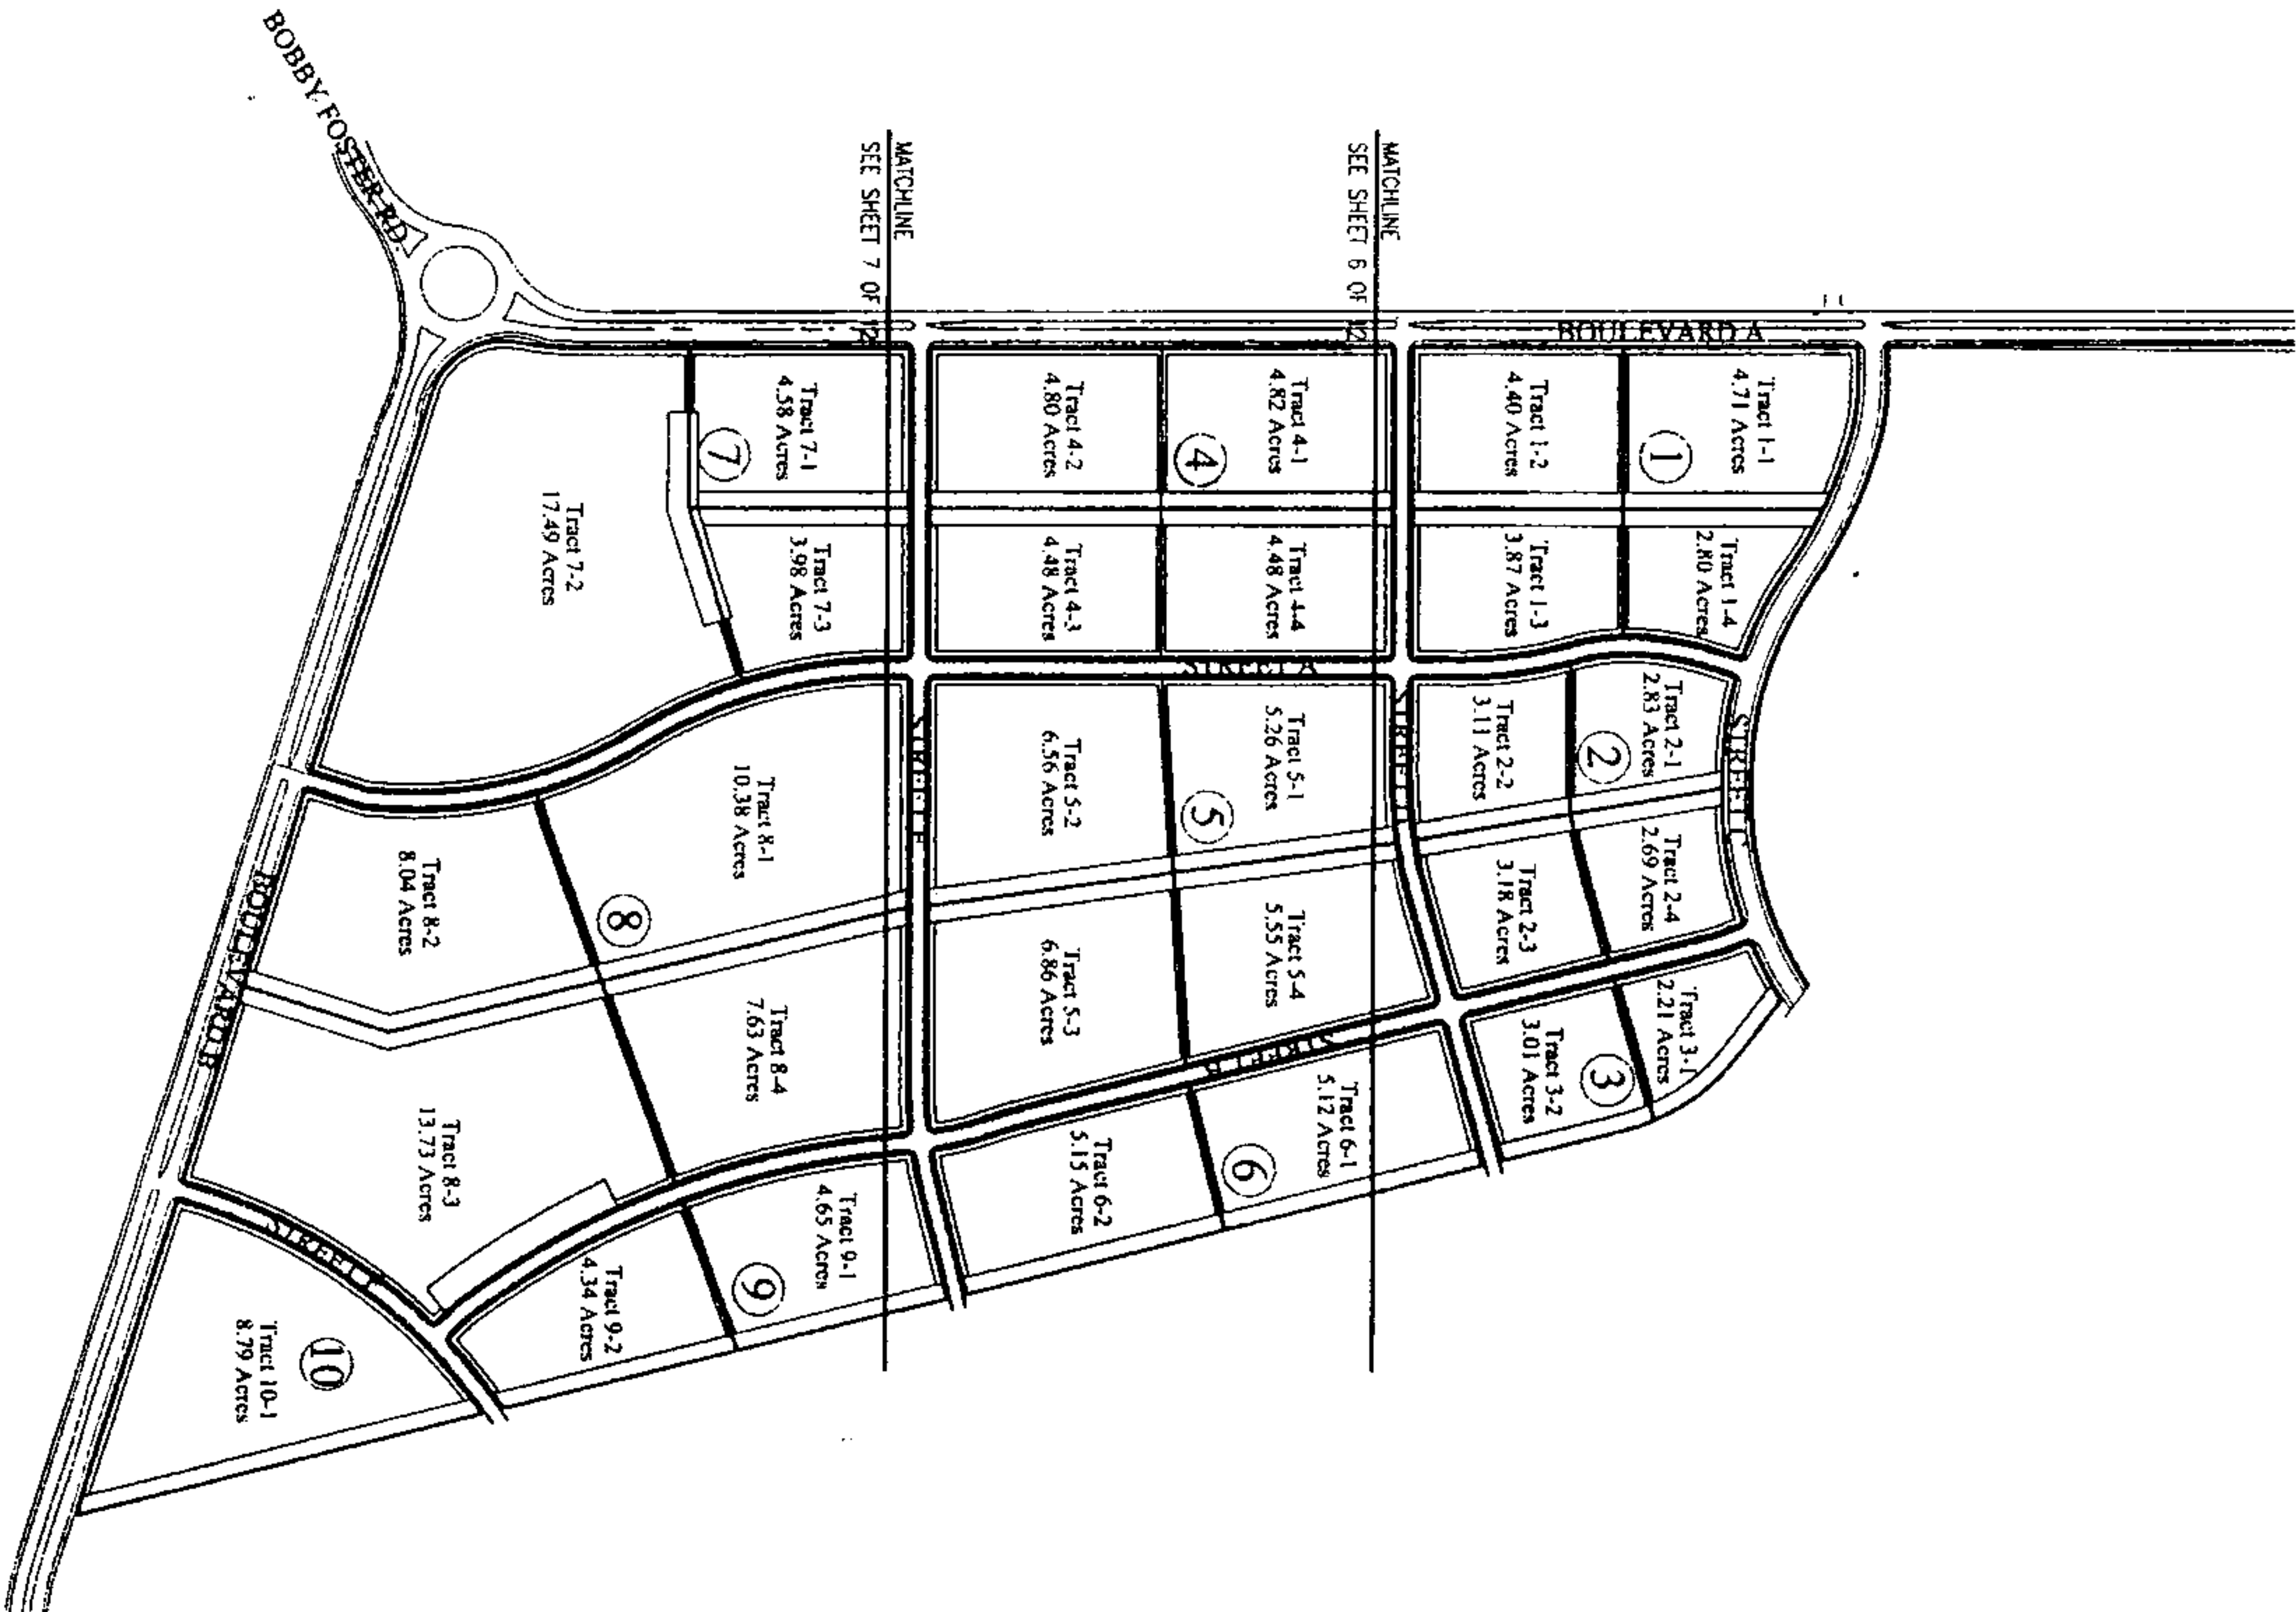 BOBBY FOSTER RD.
MATCHLINE
SEE SHEET 7 OF 12
MATCHLINE
SEE SHEET 6 OF 12
BOULEVARD A
Tract 1-1
4.71 Acres
1
Tract 1-2
4.40 Acres
Tract 1-3
3.87 Acres
Tract 1-4
2.80 Acres
Tract 2-1
2.83 Acres
2
Tract 2-2
3.11 Acres
Tract 2-3
3.18 Acres
Tract 2-4
2.69 Acres
STREET C
Tract 3-1
2.21 Acres
3
Tract 3-2
3.01 Acres
Tract 4-1
4.82 Acres
4
Tract 4-2
4.80 Acres
Tract 4-3
4.48 Acres
Tract 4-4
4.48 Acres
STREET A
STREET
Tract 5-1
5.26 Acres
5
Tract 5-2
6.56 Acres
Tract 5-3
6.86 Acres
Tract 5-4
5.55 Acres
STREET B
Tract 6-1
5.12 Acres
6
Tract 6-2
5.15 Acres
STREET
Tract 7-1
4.58 Acres
7
Tract 7-2
17.49 Acres
Tract 7-3
3.98 Acres
Tract 8-1
10.38 Acres
8
Tract 8-2
8.04 Acres
Tract 8-3
13.73 Acres
Tract 8-4
7.63 Acres
BOULEVARD B
Tract 9-1
4.65 Acres
9
Tract 9-2
4.34 Acres
STREET
Tract 10-1
8.79 Acres
10